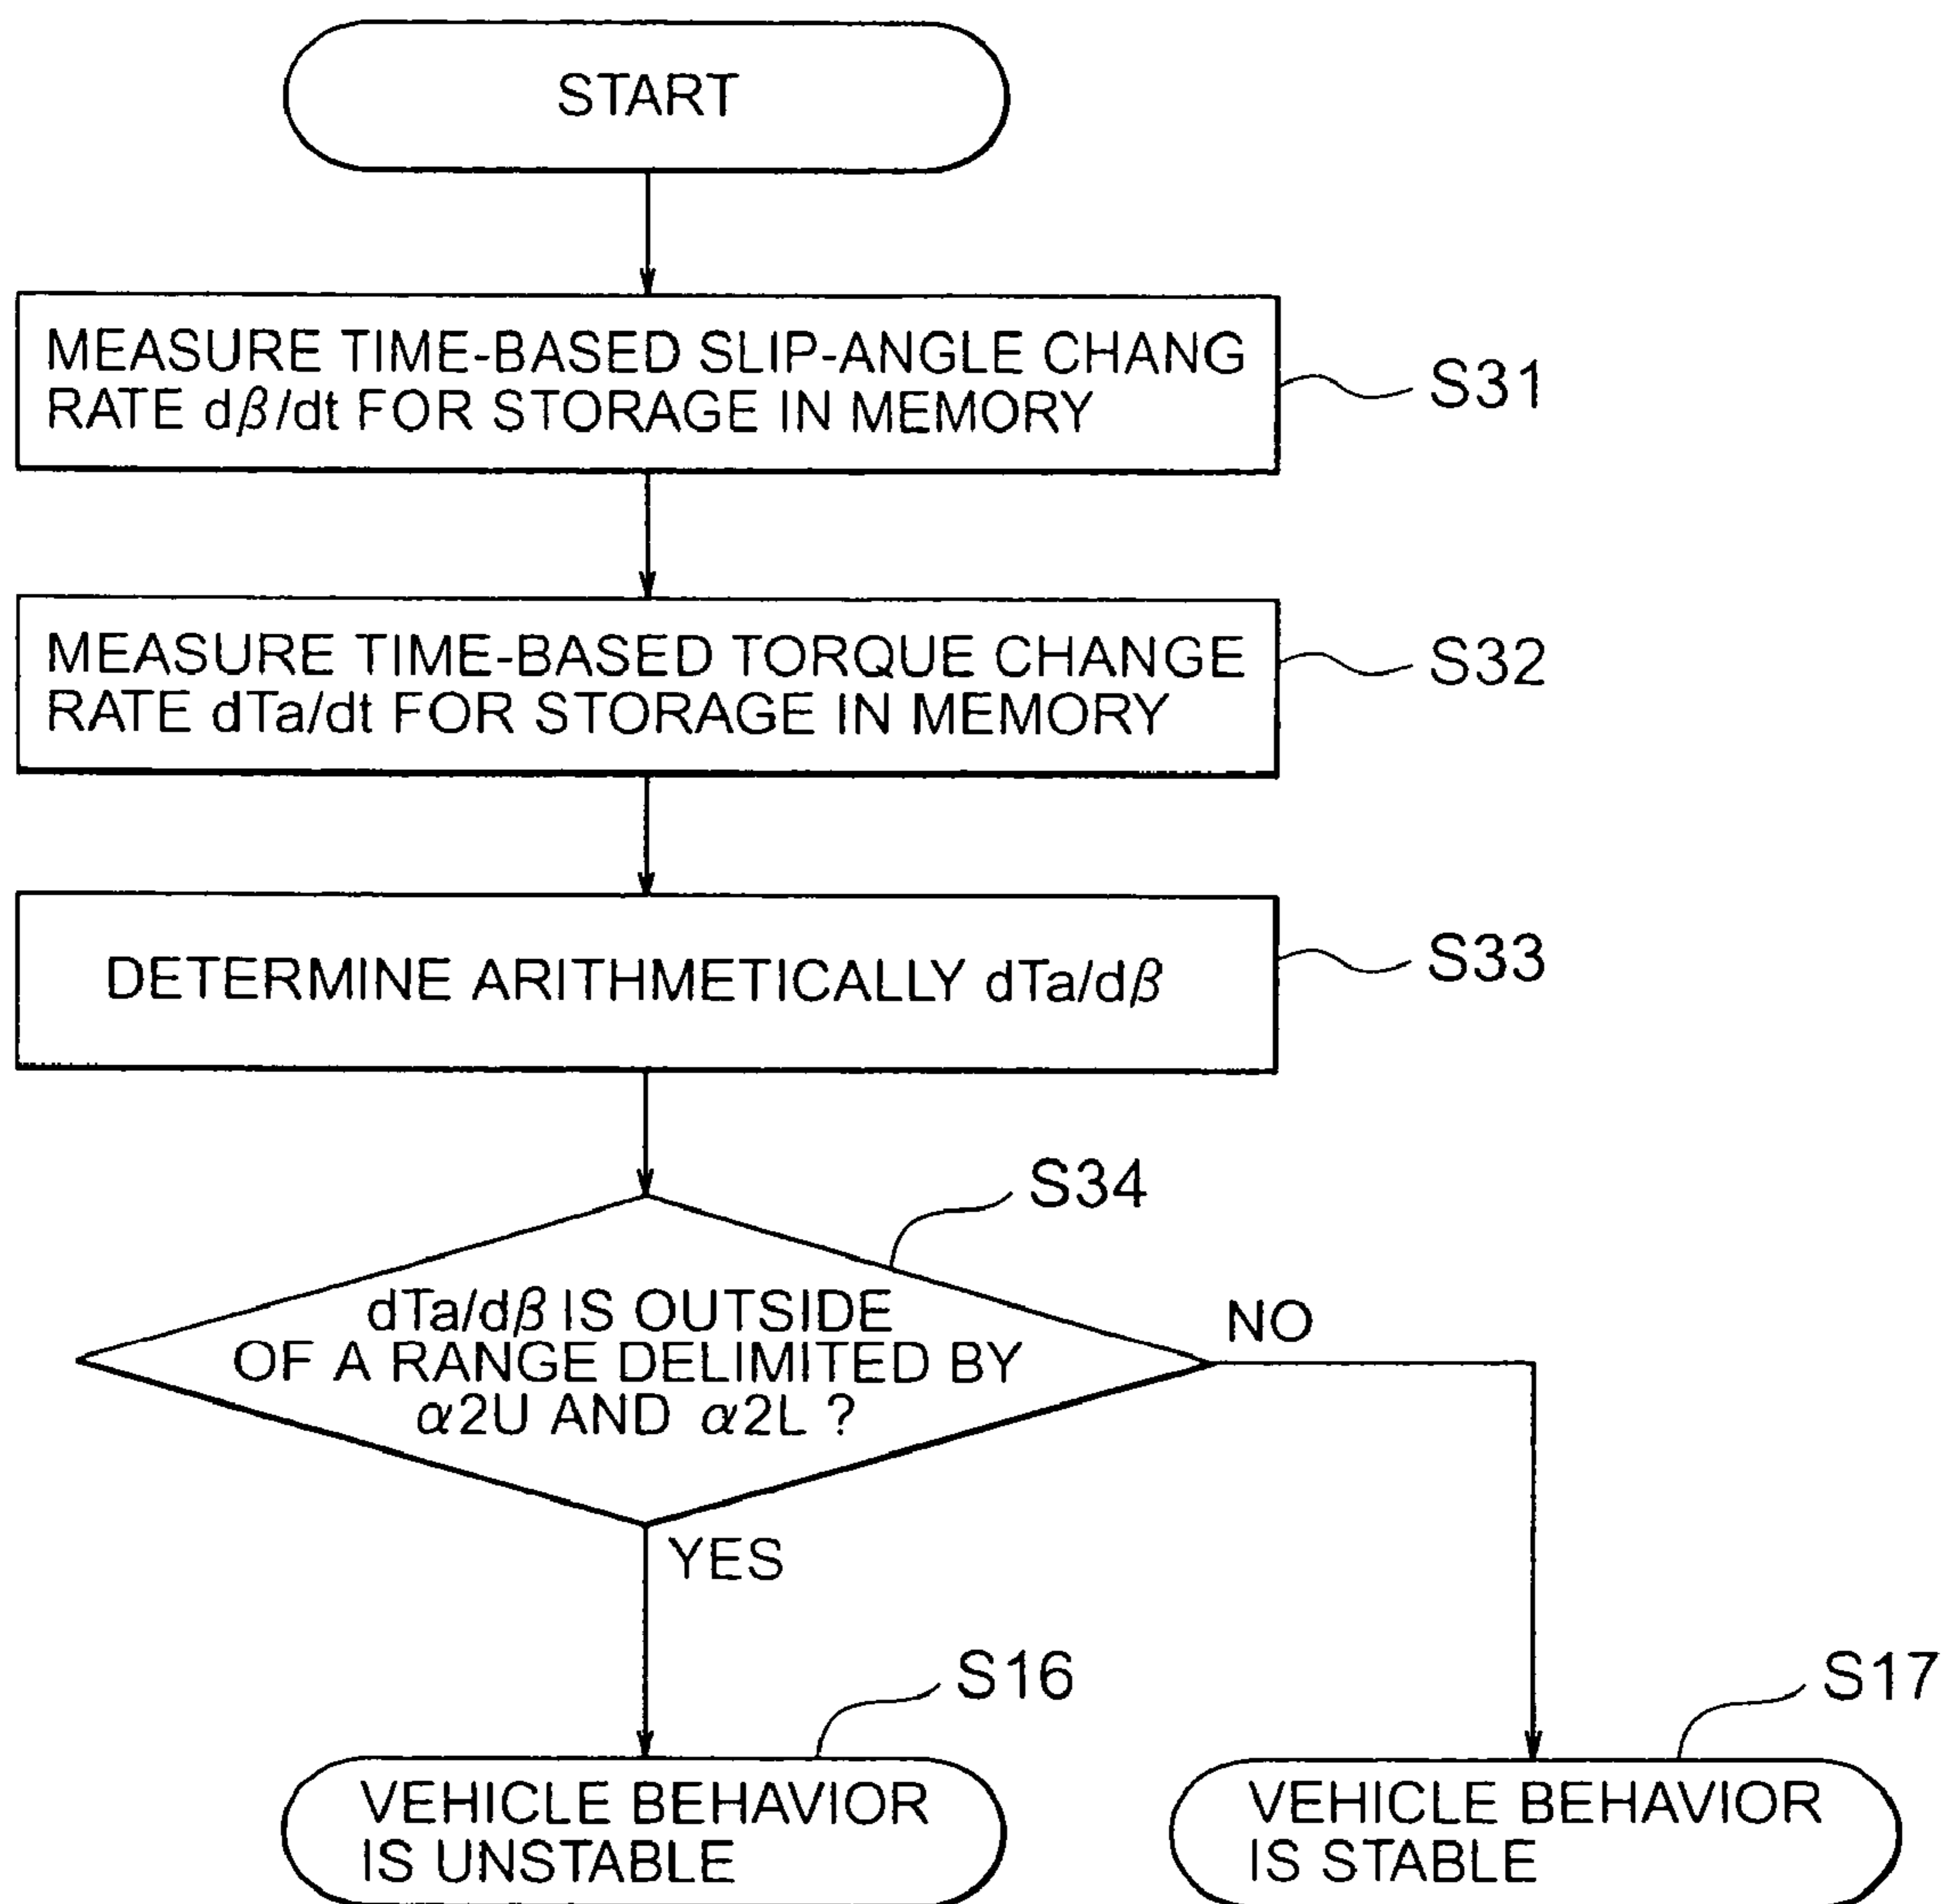 START
MEASURE TIME-BASED SLIP-ANGLE CHANG
RATE dβ/dt FOR STORAGE IN MEMORY
S31
MEASURE TIME-BASED TORQUE CHANGE
RATE dTa/dt FOR STORAGE IN MEMORY
S32
DETERMINE ARITHMETICALLY dTa/dβ
S33
S34
dTa/dβ IS OUTSIDE
OF A RANGE DELIMITED BY
α2U AND α2L ?
NO
YES
S16
S17
VEHICLE BEHAVIOR
IS UNSTABLE
VEHICLE BEHAVIOR
IS STABLE